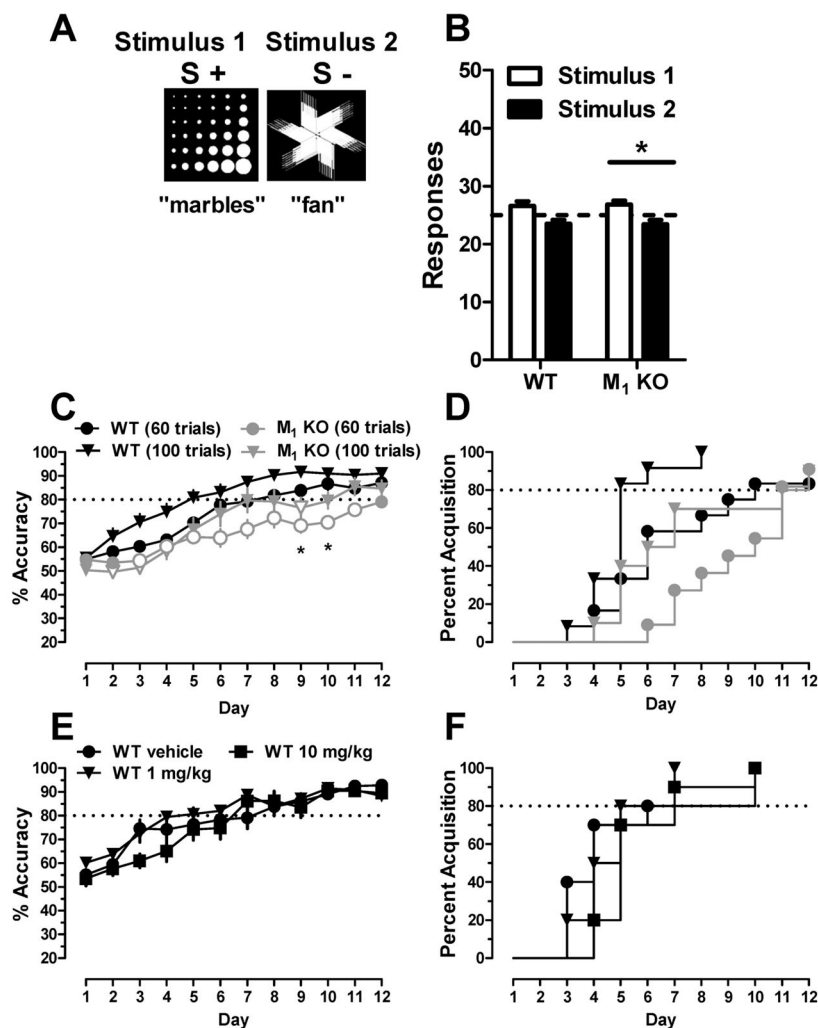 A
Stimulus 1 Stimulus 2
S + S -
"marbles" "fan"
B
50
40
30
20
10
0
Responses
Stimulus 1
Stimulus 2
*
WT M1 KO
C
WT (60 trials) M1 KO (60 trials)
WT (100 trials) M1 KO (100 trials)
100
90
80
70
60
50
40
30
20
% Accuracy
* *
1 2 3 4 5 6 7 8 9 10 11 12
Day
D
100
80
60
40
20
0
Percent Acquisition
1 2 3 4 5 6 7 8 9 10 11 12
Day
E
WT vehicle WT 10 mg/kg
WT 1 mg/kg
100
90
80
70
60
50
40
30
20
% Accuracy
1 2 3 4 5 6 7 8 9 10 11 12
Day
F
100
80
60
40
20
0
Percent Acquisition
1 2 3 4 5 6 7 8 9 10 11 12
Day